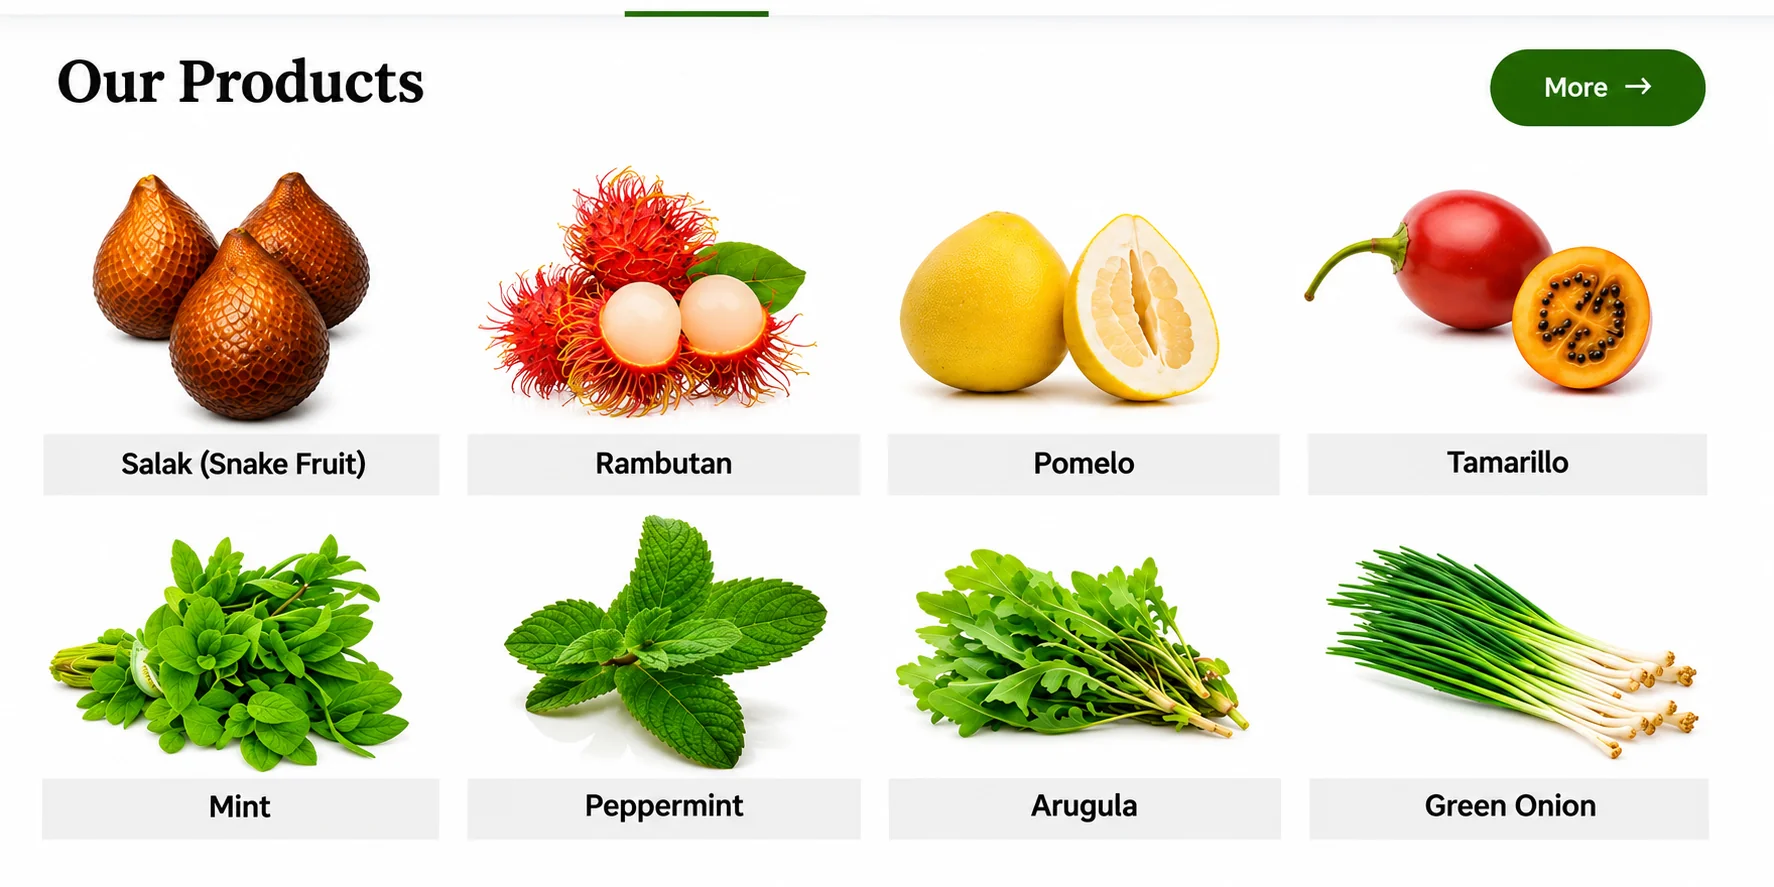 Our Products
More →
Salak (Snake Fruit)
Rambutan
Pomelo
Tamarillo
Mint
Peppermint
Arugula
Green Onion